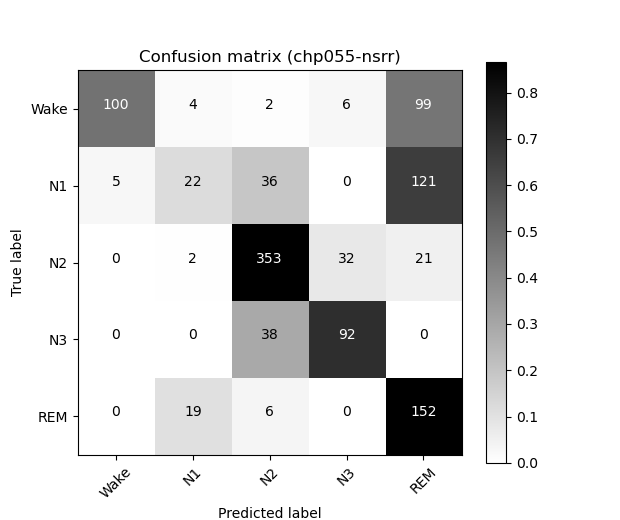 Confusion matrix (chp055-nsrr)
Wake 100 4 2 6 99
N1 5 22 36 0 121
N2 0 2 353 32 21
N3 0 0 38 92 0
REM 0 19 6 0 152
Wake N1 N2 N3 REM
True label
Predicted label
0.8
0.7
0.6
0.5
0.4
0.3
0.2
0.1
0.0